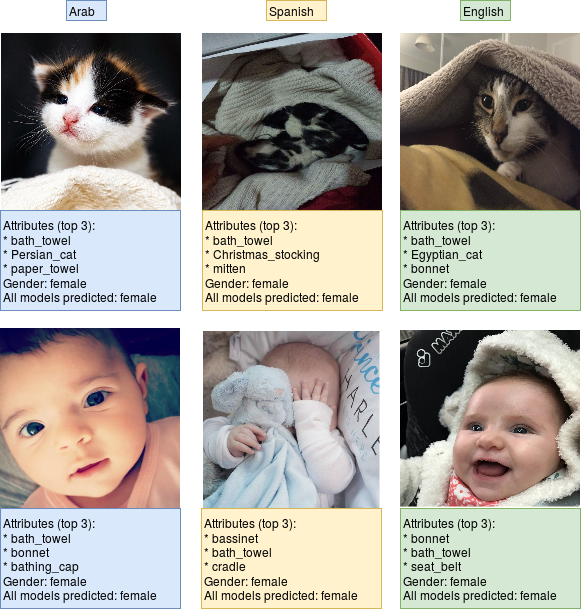 Arab
Spanish
English
Attributes (top 3):
* bath_towel
* Persian_cat
* paper_towel
Gender: female
All models predicted: female
Attributes (top 3):
* bath_towel
* Christmas_stocking
* mitten
Gender: female
All models predicted: female
Attributes (top 3):
* bath_towel
* Egyptian_cat
* bonnet
Gender: female
All models predicted: female
HARLE
Attributes (top 3):
* bath_towel
* bonnet
* bathing_cap
Gender: female
All models predicted: female
Attributes (top 3):
* bassinet
* bath_towel
* cradle
Gender: female
All models predicted: female
Attributes (top 3):
* bonnet
* bath_towel
* seat_belt
Gender: female
All models predicted: female